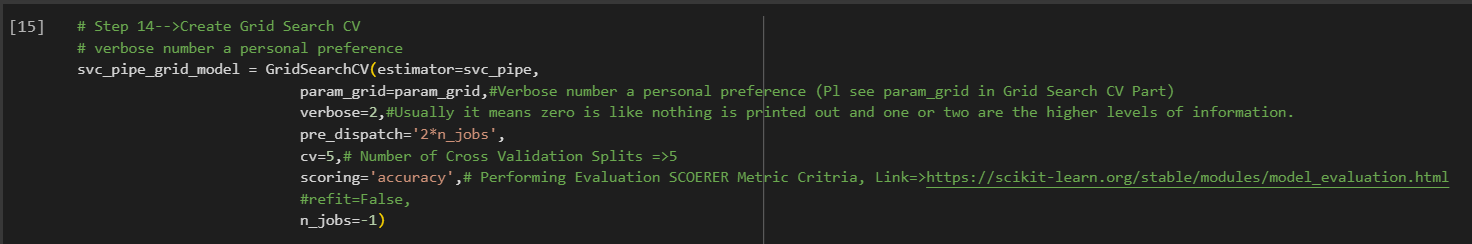 [15] # Step 14-->Create Grid Search CV
# verbose number a personal preference
svc_pipe_grid_model = GridSearchCV(estimator=svc_pipe,
param_grid=param_grid,#Verbose number a personal preference (Pl see param_grid in Grid Search CV Part)
verbose=2,#Usually it means zero is like nothing is printed out and one or two are the higher levels of information.
pre_dispatch='2*n_jobs',
cv=5,# Number of Cross Validation Splits =>5
scoring='accuracy',# Performing Evaluation SCOERER Metric Critria, Link=>https://scikit-learn.org/stable/modules/model_evaluation.html
#refit=False,
n_jobs=-1)